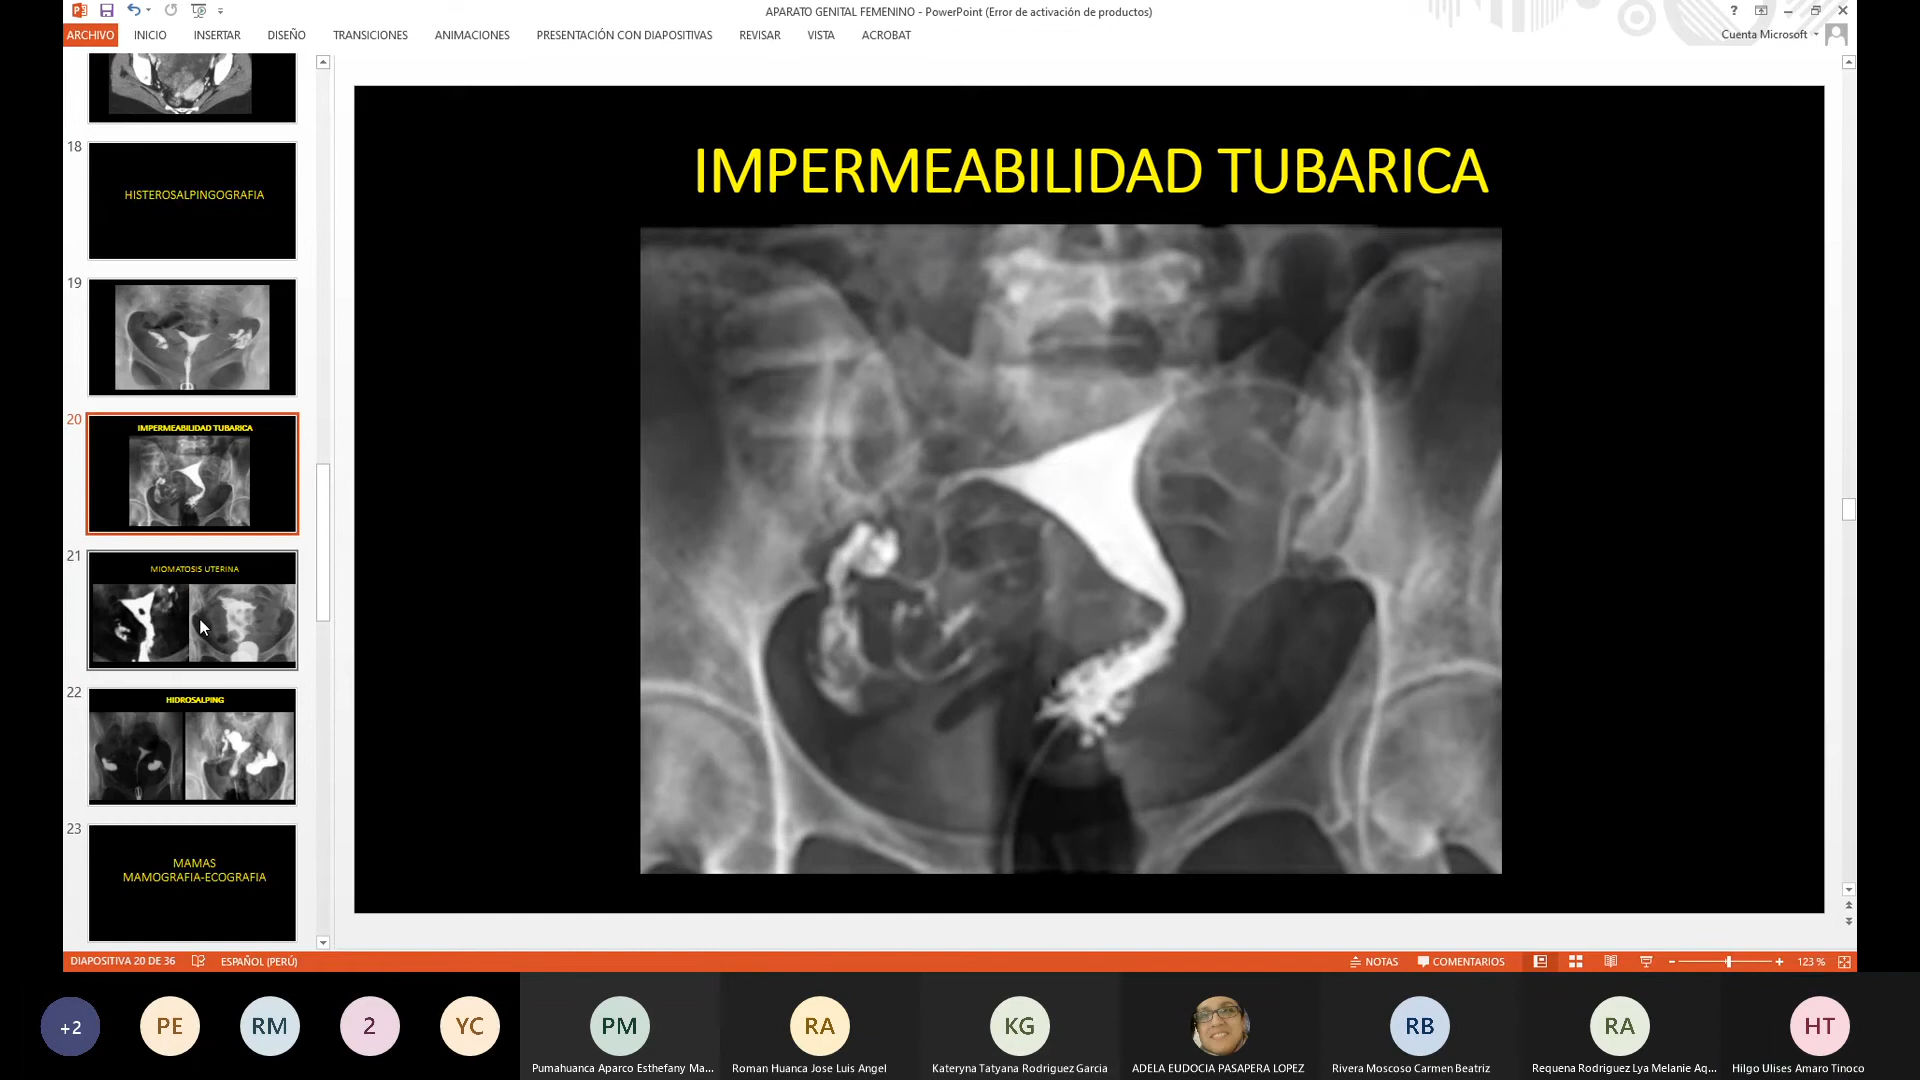 APARATO GENITAL FEMENINO - PowerPoint (Error de activación de productos)
?
ARCHIVO INICIO INSERTAR DISEÑO TRANSICIONES ANIMACIONES PRESENTACIÓN CON DIAPOSITIVAS REVISAR VISTA ACROBAT Cuenta Microsoft
18
HISTEROSALPINGOGRAFIA
19
20
IMPERMEABILIDAD TUBARICA
21
MIOMATOSIS UTERINA
22
HIDROSALPING
23
MAMAS
MAMOGRAFIA-ECOGRAFIA
IMPERMEABILIDAD TUBARICA
DIAPOSITIVA 20 DE 36 ESPAÑOL (PERÚ) NOTAS COMENTARIOS 123 %
+2 PE RM 2 YC PM RA KG RB RA HT
Pumahuanca Aparco Esthefany Ma... Roman Huanca Jose Luis Angel Kateryna Tatyana Rodriguez Garcia ADELA EUDOCIA PASAPERA LOPEZ Rivera Moscoso Carmen Beatriz Requena Rodriguez Lya Melanie Aq... Hilgo Ulises Amaro Tinoco